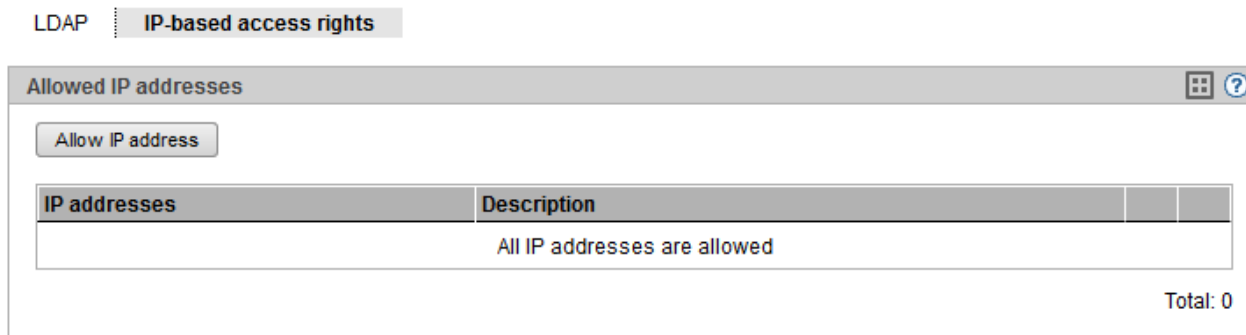 LDAP IP-based access rights
Allowed IP addresses ?
Allow IP address
IP addresses Description
All IP addresses are allowed
Total: 0